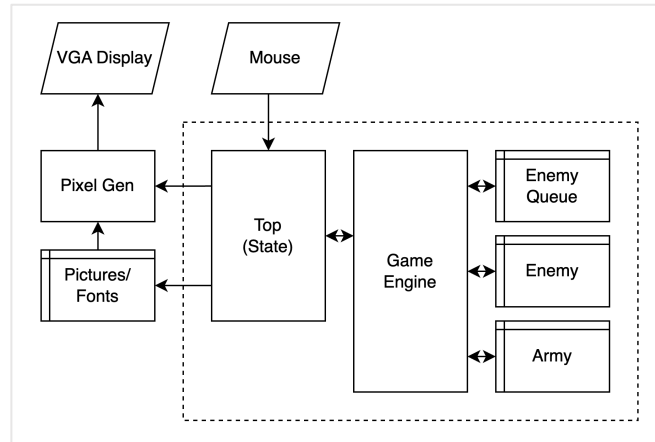 VGA Display
Mouse
Pixel Gen
Top
(State)
Game
Engine
Enemy
Queue
Pictures/
Fonts
Enemy
Army